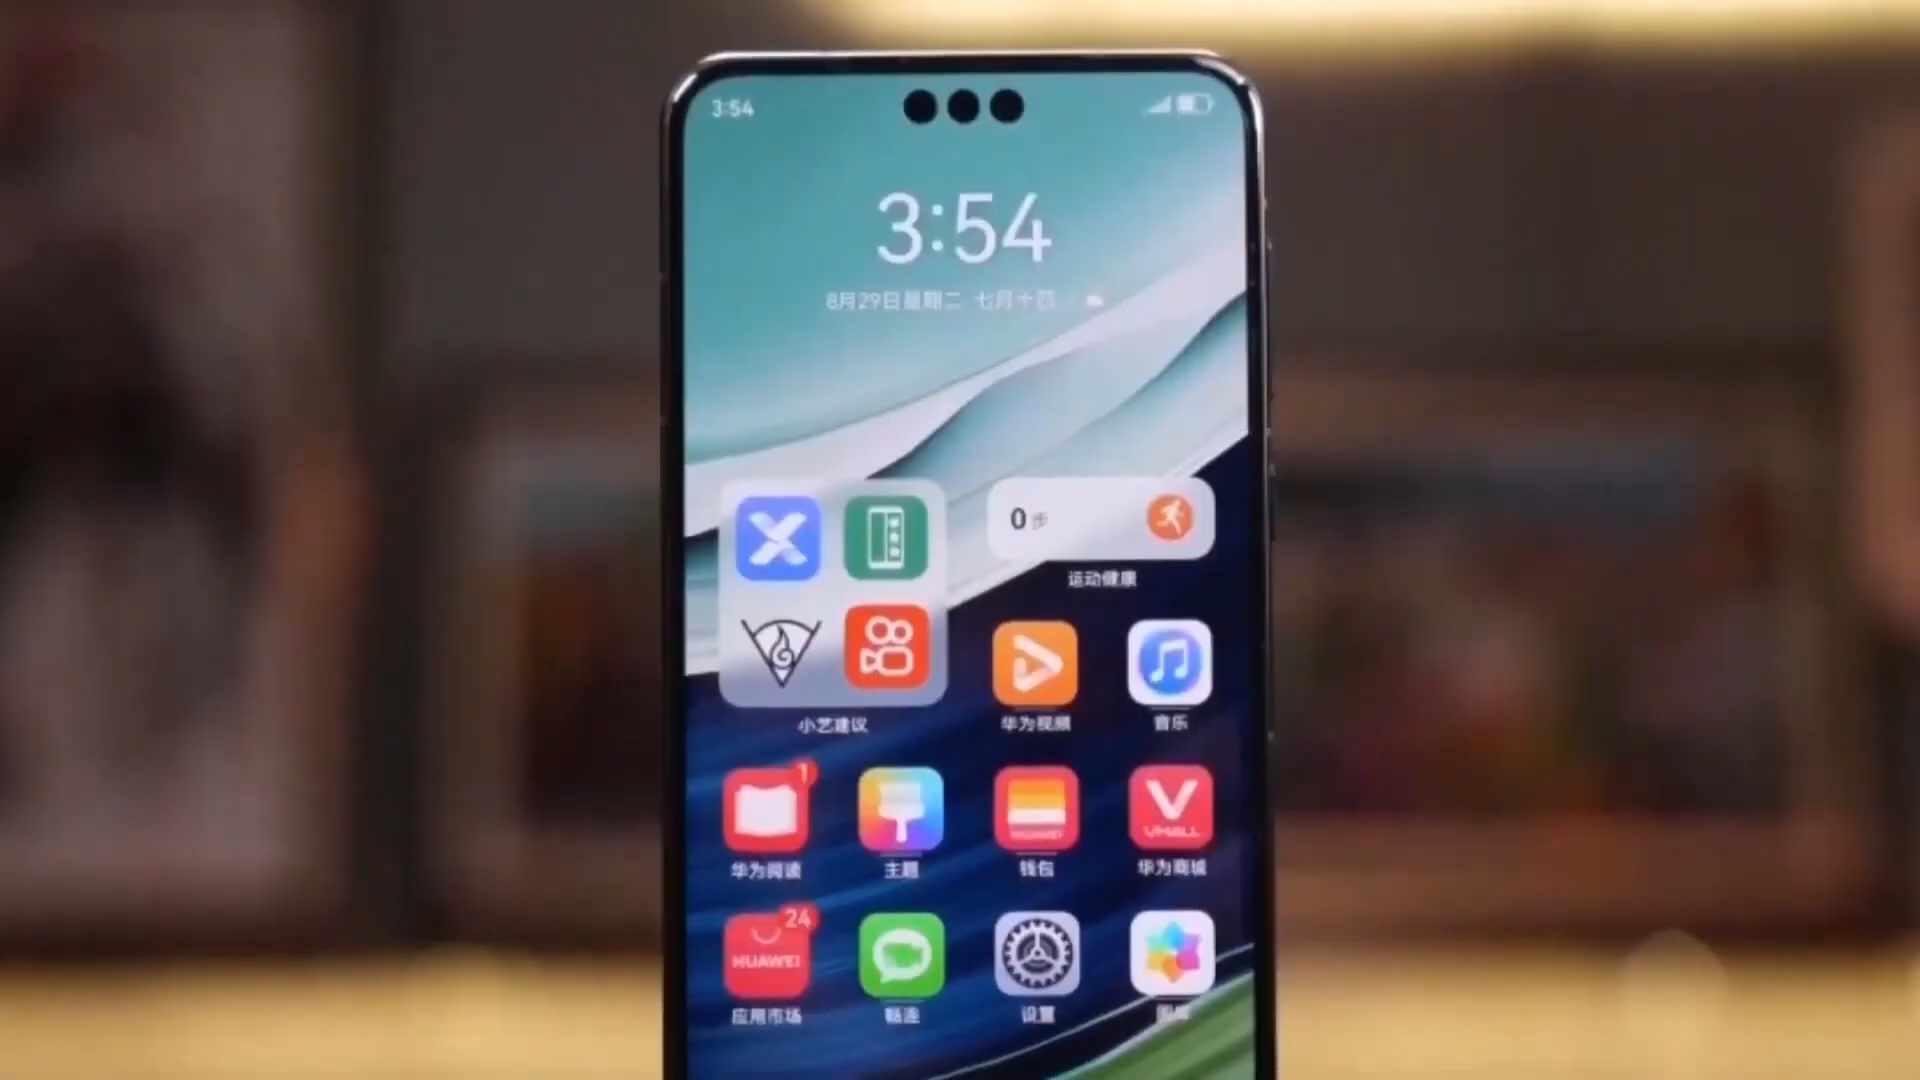 3:54
3:54
8月29日星期二 七月十四
0步
运动健康
小艺建议
华为视频
音乐
1
HUAWEI
VMALL
华为阅读
主题
钱包
华为商城
24
HUAWEI
应用市场
畅连
设置